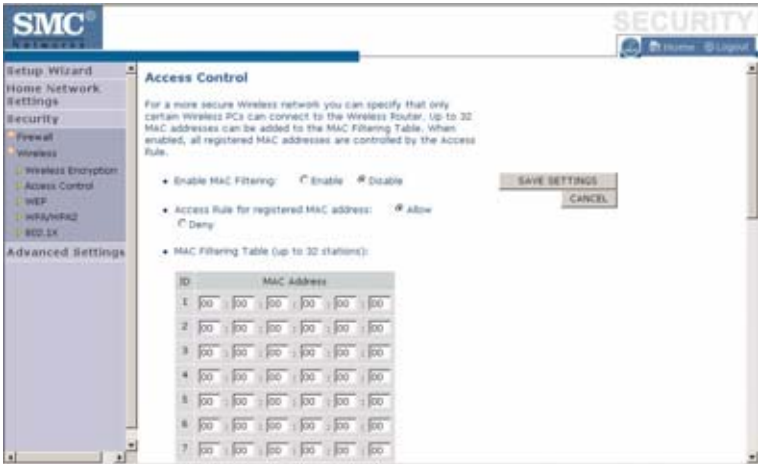 SMC®
Networks
SECURITY
Home Logout
Setup Wizard
Home Network
Settings
Security
Firewall
Wireless
Wireless Encryption
Access Control
WEP
WPA/WPA2
802.1X
Advanced Settings
Access Control
For a more secure Wireless network you can specify that only
certain Wireless PCs can connect to the Wireless Router. Up to 32
MAC addresses can be added to the MAC Filtering Table. When
enabled, all registered MAC addresses are controlled by the Access
Rule.
Enable MAC Filtering: Enable Disable
SAVE SETTINGS
CANCEL
Access Rule for registered MAC address: Allow
Deny
MAC Filtering Table (up to 32 stations):
ID MAC Address
1 00 : 00 : 00 : 00 : 00 : 00
2 00 : 00 : 00 : 00 : 00 : 00
3 00 : 00 : 00 : 00 : 00 : 00
4 00 : 00 : 00 : 00 : 00 : 00
5 00 : 00 : 00 : 00 : 00 : 00
6 00 : 00 : 00 : 00 : 00 : 00
7 00 : 00 : 00 : 00 : 00 : 00